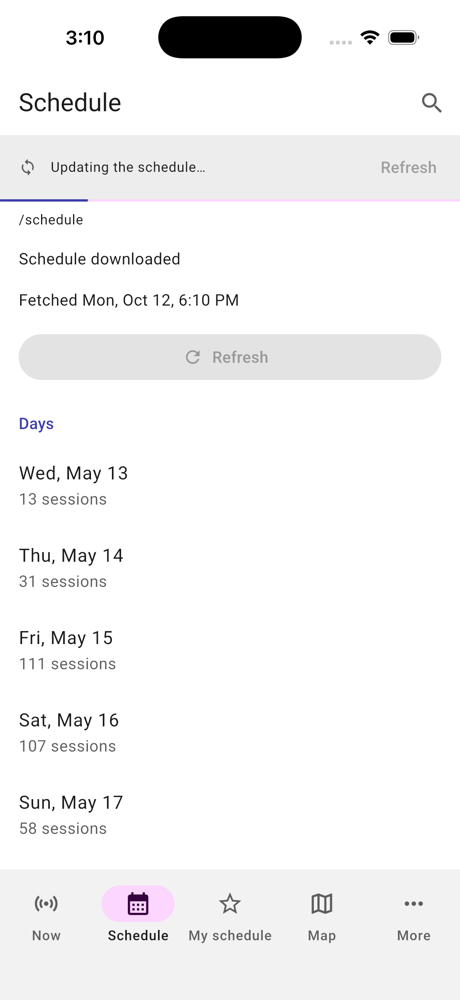 3:10
Schedule
Updating the schedule…
Refresh
/schedule
Schedule downloaded
Fetched Mon, Oct 12, 6:10 PM
Refresh
Days
Wed, May 13
13 sessions
Thu, May 14
31 sessions
Fri, May 15
111 sessions
Sat, May 16
107 sessions
Sun, May 17
58 sessions
Now
Schedule
My schedule
Map
More